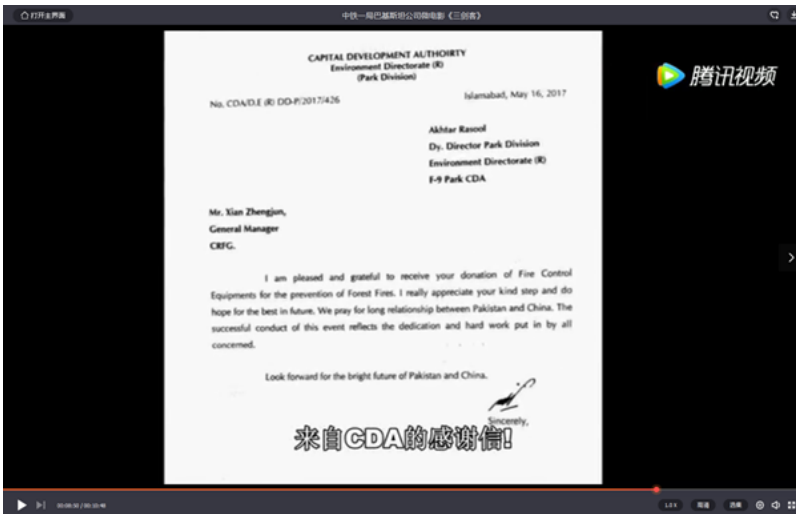 打开主界面
中铁一局巴基斯坦公司微电影《三剑客》
腾讯视频
CAPITAL DEVELOPMENT AUTHOIRTY
Environment Directorate (R)
(Park Division)
No. CDA/D.E (R) DD-P/2017/426
Islamabad, May 16, 2017
Akhtar Rasool
Dy. Director Park Division
Environment Directorate (R)
F-9 Park CDA
Mr. Xian Zhengjun,
General Manager
CRFG.
I am pleased and grateful to receive your donation of Fire Control
Equipments for the prevention of Forest Fires. I really appreciate your kind step and do
hope for the best in future. We pray for long relationship between Pakistan and China. The
successful conduct of this event reflects the dedication and hard work put in by all
concerned.
Look forward for the bright future of Pakistan and China.
Sincerely,
来自CDA的感谢信!
1.0X
选集